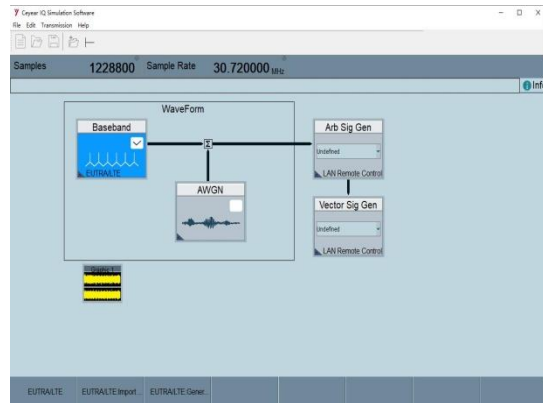 Ceyear IQ Simulation Software
File Edit Transmission Help
Samples 1228800 Sample Rate 30.720000 MHz
Info
WaveForm
Baseband
EUTRA/LTE
Σ
AWGN
Arb Sig Gen
Undefined
LAN Remote Control
Vector Sig Gen
Undefined
LAN Remote Control
Graphic 1
EUTRA/LTE EUTRA/LTE:Import... EUTRA/LTE:Gener...